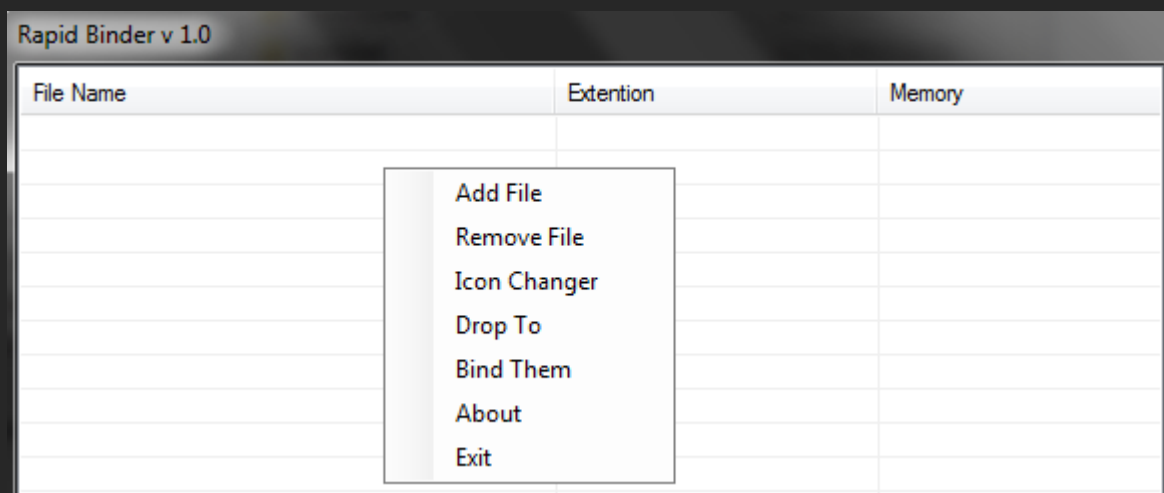 Rapid Binder v 1.0
File Name Extention Memory
Add File
Remove File
Icon Changer
Drop To
Bind Them
About
Exit